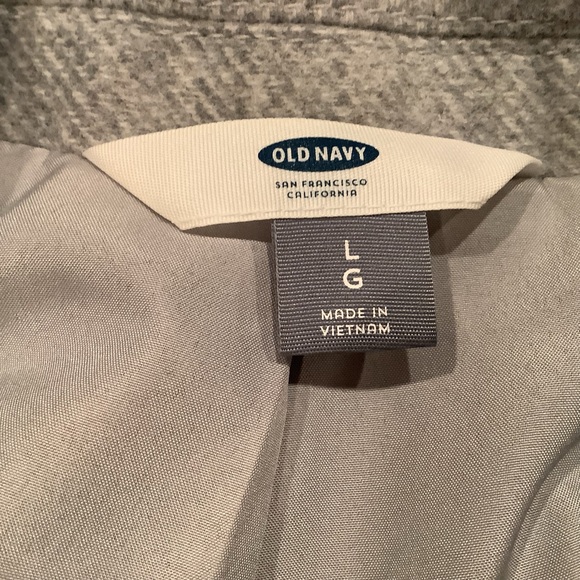 OLD NAVY
SAN FRANCISCO
CALIFORNIA
L
G
MADE IN
VIETNAM